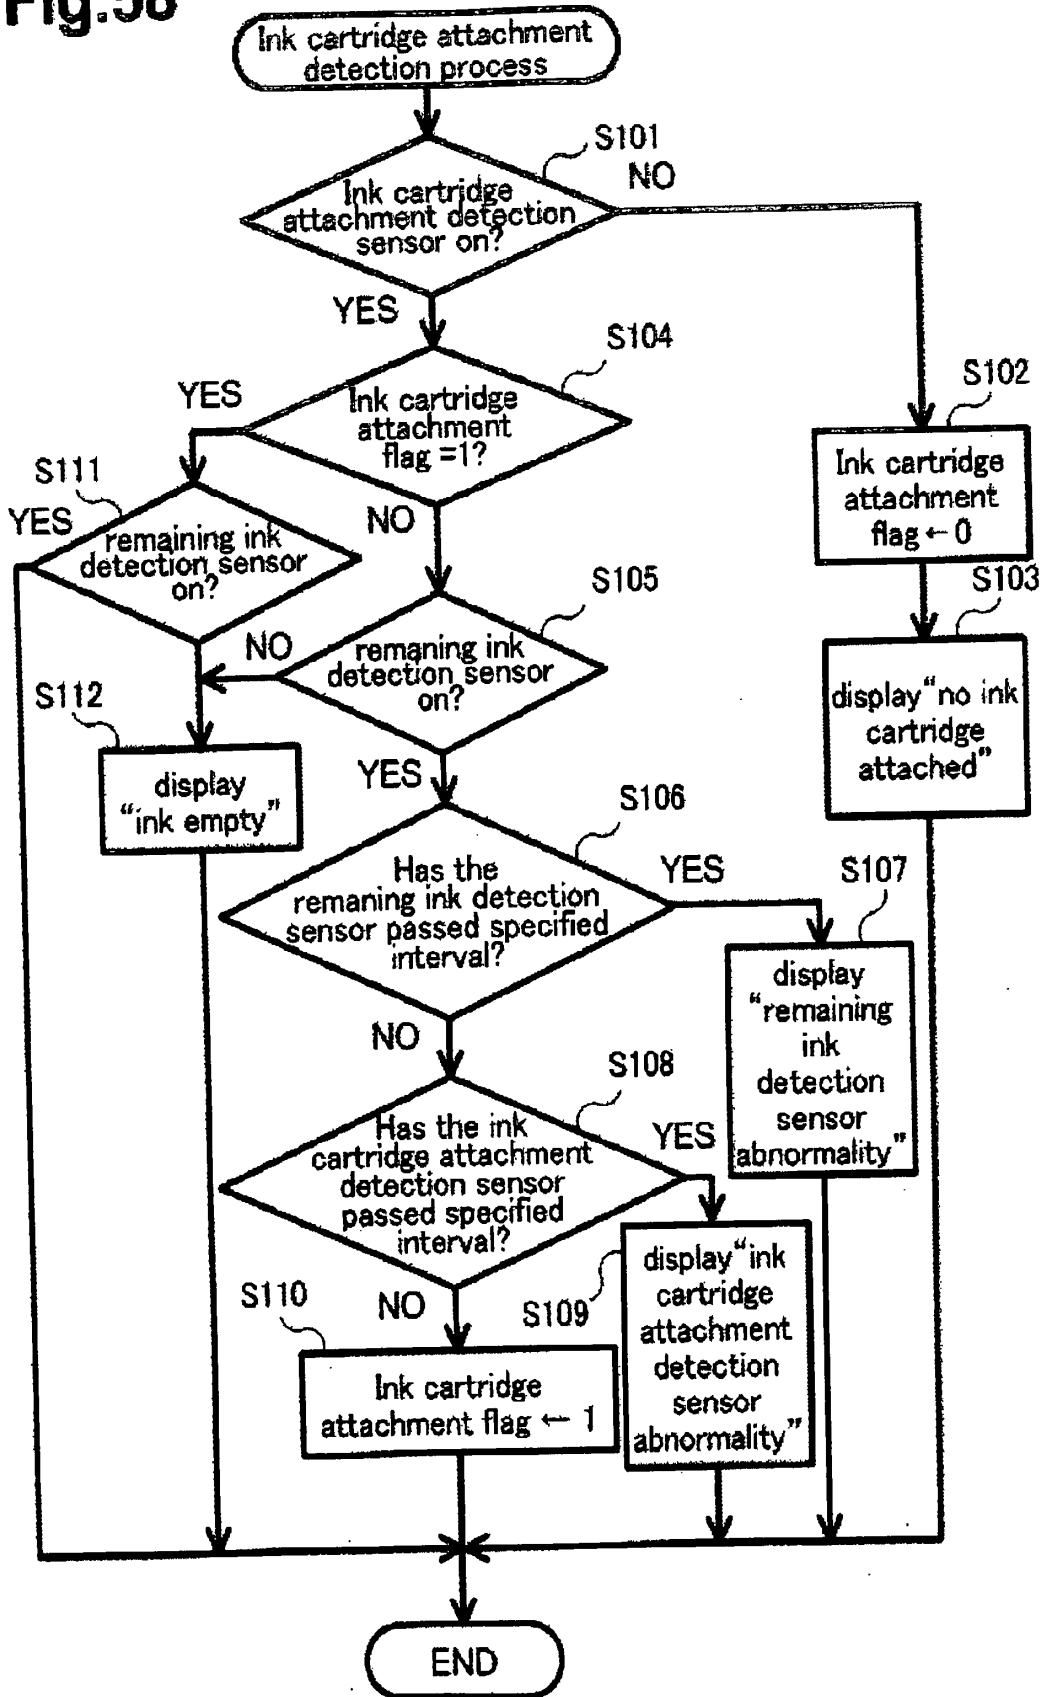 Ink cartridge attachment
detection process
S101
NO
Ink cartridge
attachment detection
sensor on?
YES
S104
YES
Ink cartridge
attachment
flag =1?
S102
Ink cartridge
attachment
flag ← 0
S111
YES
remaining ink
detection sensor
on?
NO
S105
S103
NO
remaning ink
detection sensor
on?
display "no ink
cartridge
attached"
S112
display
"ink empty"
YES
S106
Has the
remaning ink detection
sensor passed specified
interval?
YES
S107
display
"remaining
ink
detection
sensor
abnormality"
NO
S108
Has the ink
cartridge attachment
detection sensor
passed specified
interval?
YES
S109
display "ink
cartridge
attachment
detection
sensor
abnormality"
S110
NO
Ink cartridge
attachment flag ← 1
END